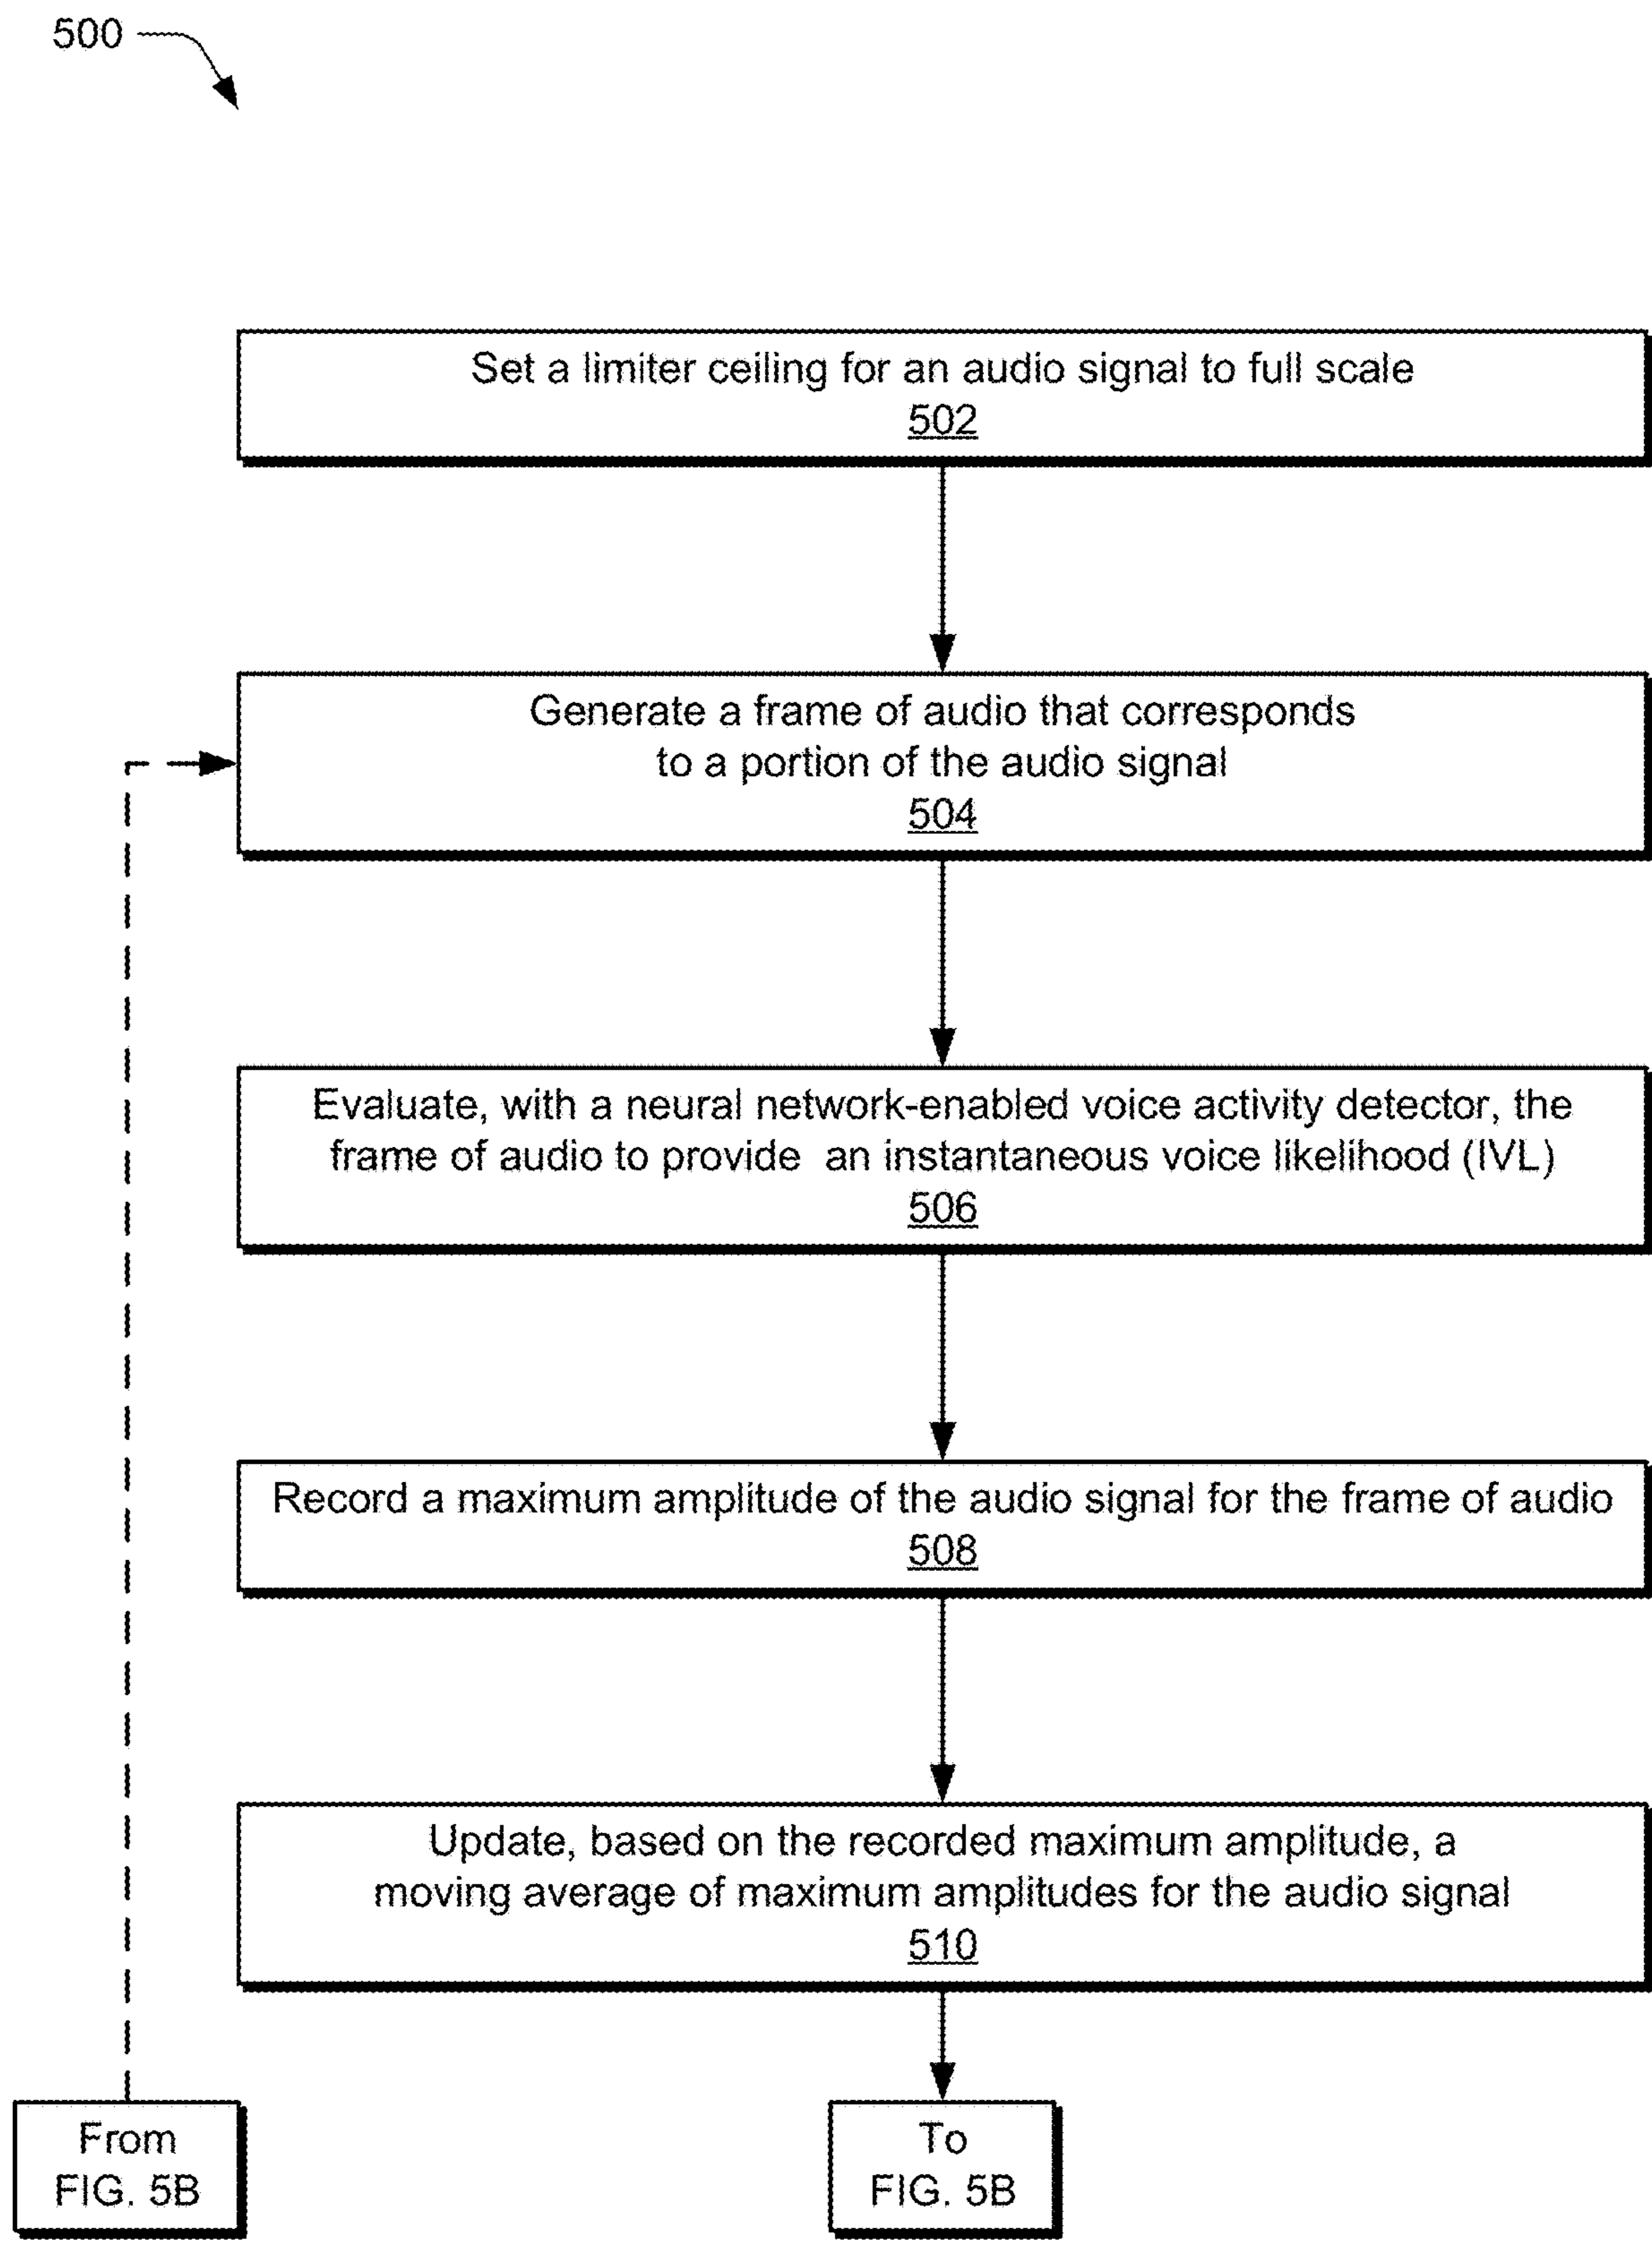 500
Set a limiter ceiling for an audio signal to full scale
502
Generate a frame of audio that corresponds
to a portion of the audio signal
504
Evaluate, with a neural network-enabled voice activity detector, the
frame of audio to provide an instantaneous voice likelihood (IVL)
506
Record a maximum amplitude of the audio signal for the frame of audio
508
Update, based on the recorded maximum amplitude, a
moving average of maximum amplitudes for the audio signal
510
From
FIG. 5B
To
FIG. 5B